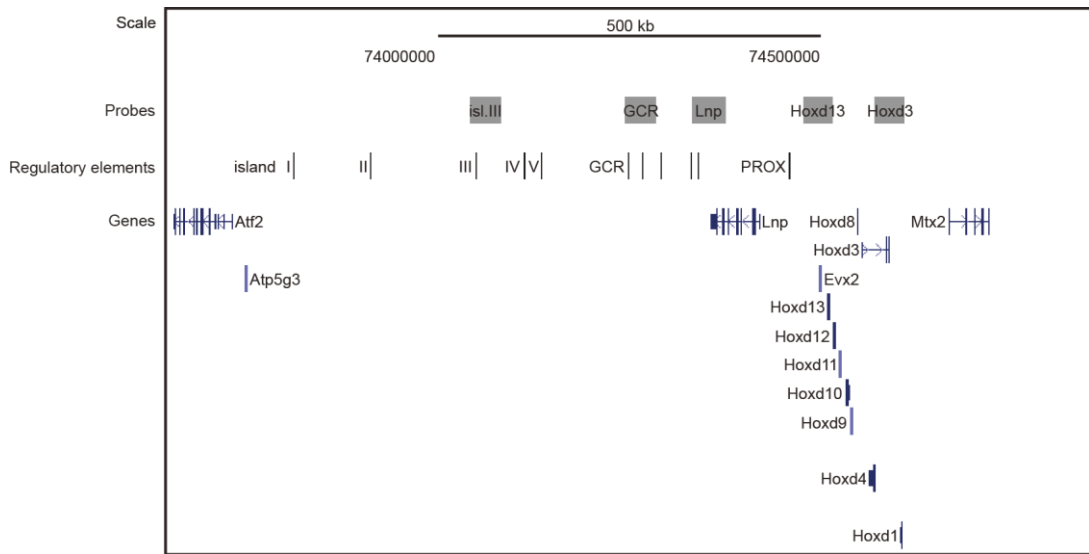 Scale 500 kb
74000000 74500000
Probes isl.III GCR Lnp Hoxd13 Hoxd3
Regulatory elements island I II III IV V GCR PROX
Genes Atf2 Lnp Hoxd8 Mtx2
Hoxd3
Atp5g3 Evx2
Hoxd13
Hoxd12
Hoxd11
Hoxd10
Hoxd9
Hoxd4
Hoxd1